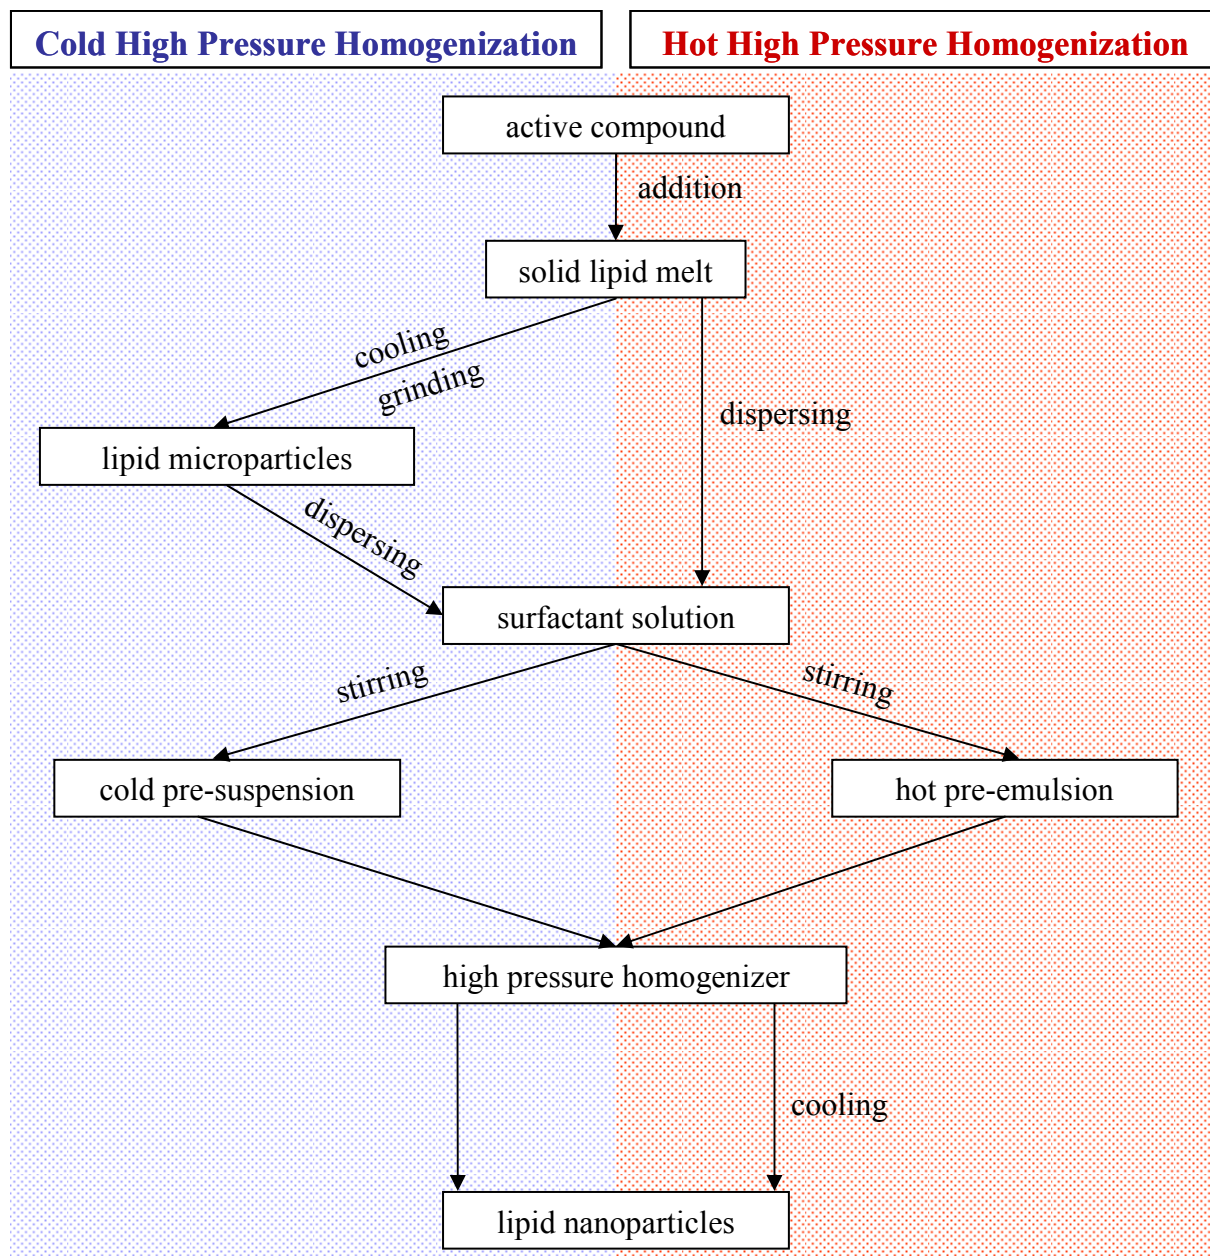 Cold High Pressure Homogenization
Hot High Pressure Homogenization
active compound
addition
solid lipid melt
cooling
grinding
dispersing
lipid microparticles
dispersing
surfactant solution
stirring
stirring
cold pre-suspension
hot pre-emulsion
high pressure homogenizer
cooling
lipid nanoparticles